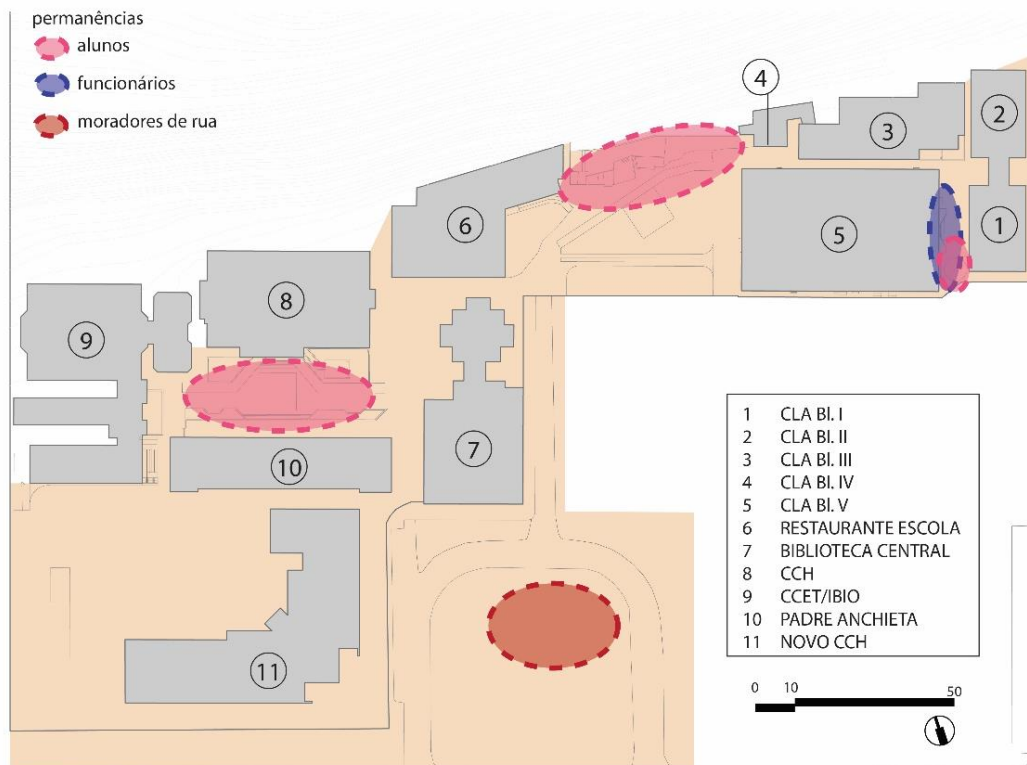 permanências
alunos
funcionários
moradores de rua
4
2
3
1
5
6
8
9
7
10
11
1 CLA Bl. I
2 CLA Bl. II
3 CLA Bl. III
4 CLA Bl. IV
5 CLA Bl. V
6 RESTAURANTE ESCOLA
7 BIBLIOTECA CENTRAL
8 CCH
9 CCET/IBIO
10 PADRE ANCHIETA
11 NOVO CCH
0 10 50